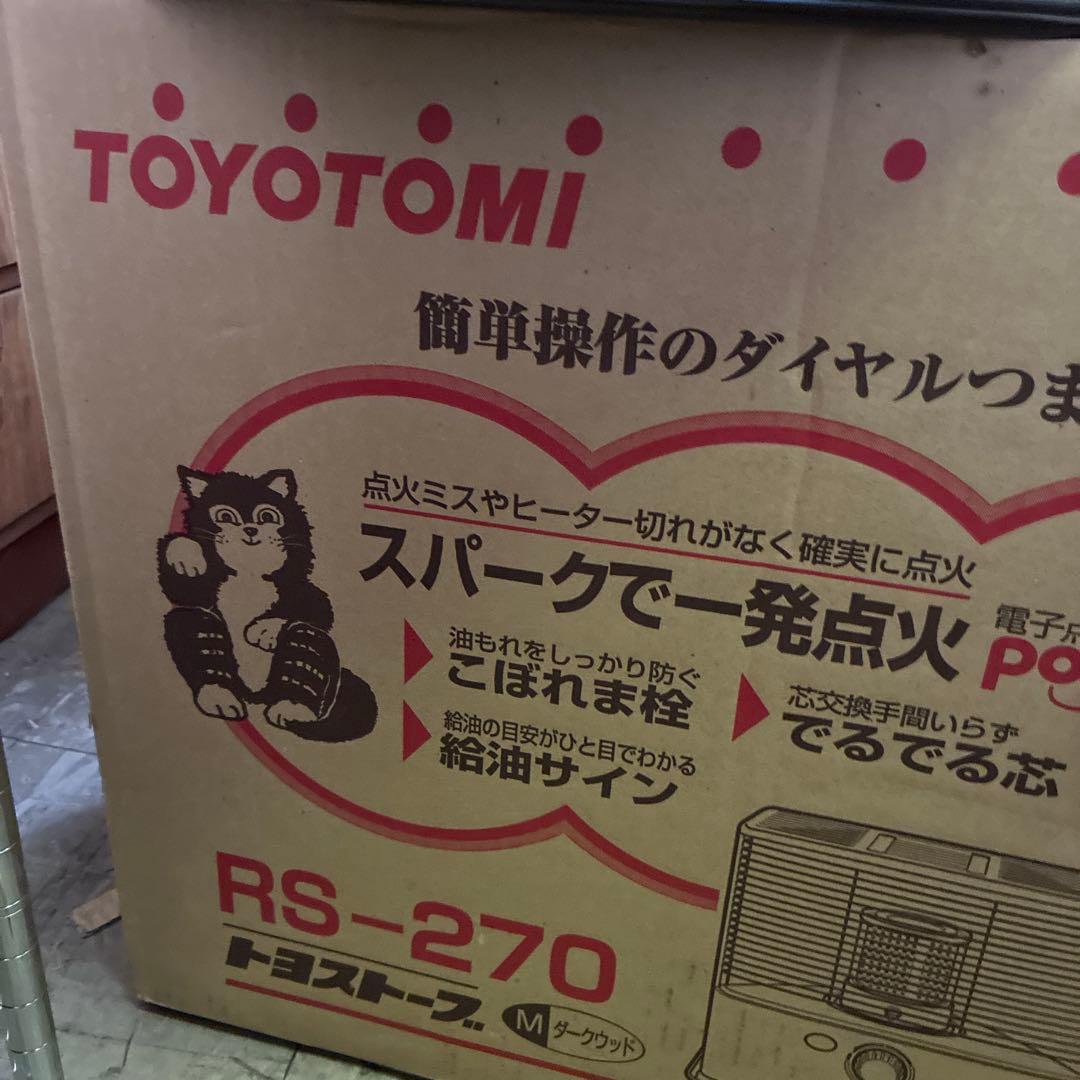 TOYOTOMI
簡単操作のダイヤルつま
点火ミスやヒーター切れがなく確実に点火
スパークで一発点火
電子点
油もれをしっかり防ぐ
こぼれま栓
芯交換手間いらず
でるでる芯
給油の目安がひと目でわかる
給油サイン
RS-270
トヨストーブ
M ダークウッド